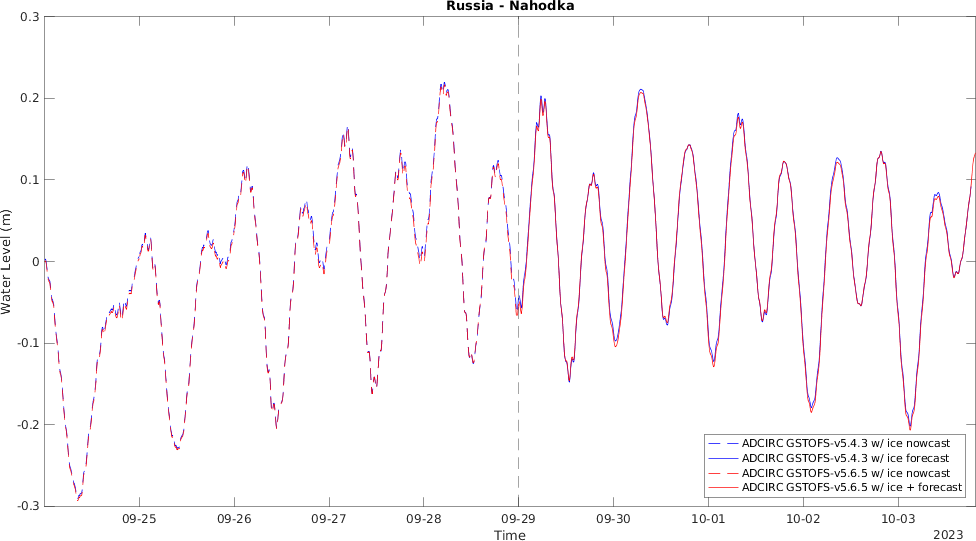 Russia - Nahodka
0.3
0.2
0.1
0
-0.1
-0.2
-0.3
Water Level (m)
09-25
09-26
09-27
09-28
09-29
09-30
10-01
10-02
10-03
Time
2023
ADCIRC GSTOFS-v5.4.3 w/ ice nowcast
ADCIRC GSTOFS-v5.4.3 w/ ice forecast
ADCIRC GSTOFS-v5.6.5 w/ ice nowcast
ADCIRC GSTOFS-v5.6.5 w/ ice + forecast